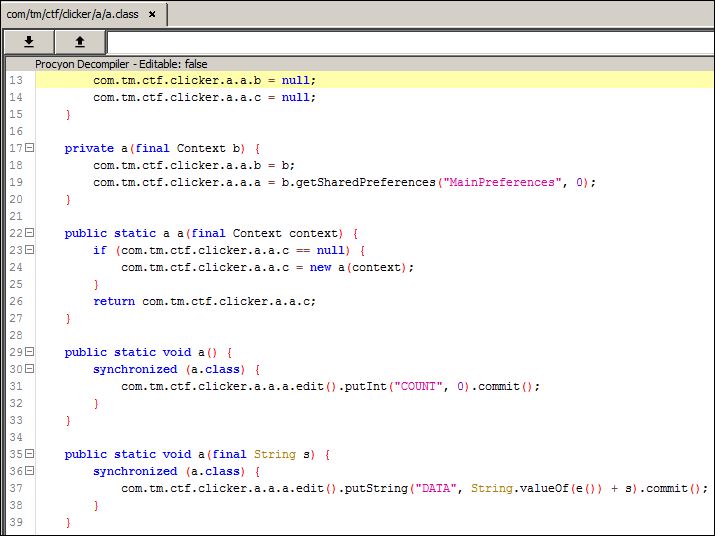 com/tm/ctf/clicker/a/a.class ×
Procyon Decompiler - Editable: false
13 com.tm.ctf.clicker.a.a.b = null;
14 com.tm.ctf.clicker.a.a.c = null;
15 }
16
17 private a(final Context b) {
18 com.tm.ctf.clicker.a.a.b = b;
19 com.tm.ctf.clicker.a.a.a = b.getSharedPreferences("MainPreferences", 0);
20 }
21
22 public static a a(final Context context) {
23 if (com.tm.ctf.clicker.a.a.c == null) {
24 com.tm.ctf.clicker.a.a.c = new a(context);
25 }
26 return com.tm.ctf.clicker.a.a.c;
27 }
28
29 public static void a() {
30 synchronized (a.class) {
31 com.tm.ctf.clicker.a.a.a.edit().putInt("COUNT", 0).commit();
32 }
33 }
34
35 public static void a(final String s) {
36 synchronized (a.class) {
37 com.tm.ctf.clicker.a.a.a.edit().putString("DATA", String.valueOf(e()) + s).commit();
38 }
39 }